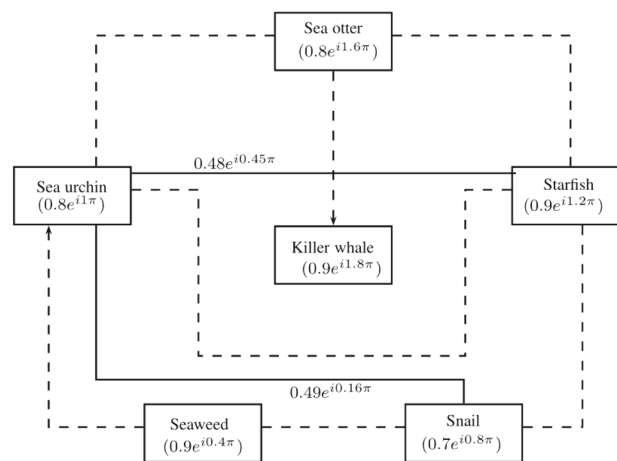 Sea otter
(0.8e^{i1.6π})
0.48e^{i0.45π}
Sea urchin
(0.8e^{i1π})
Starfish
(0.9e^{i1.2π})
Killer whale
(0.9e^{i1.8π})
0.49e^{i0.16π}
Seaweed
(0.9e^{i0.4π})
Snail
(0.7e^{i0.8π})